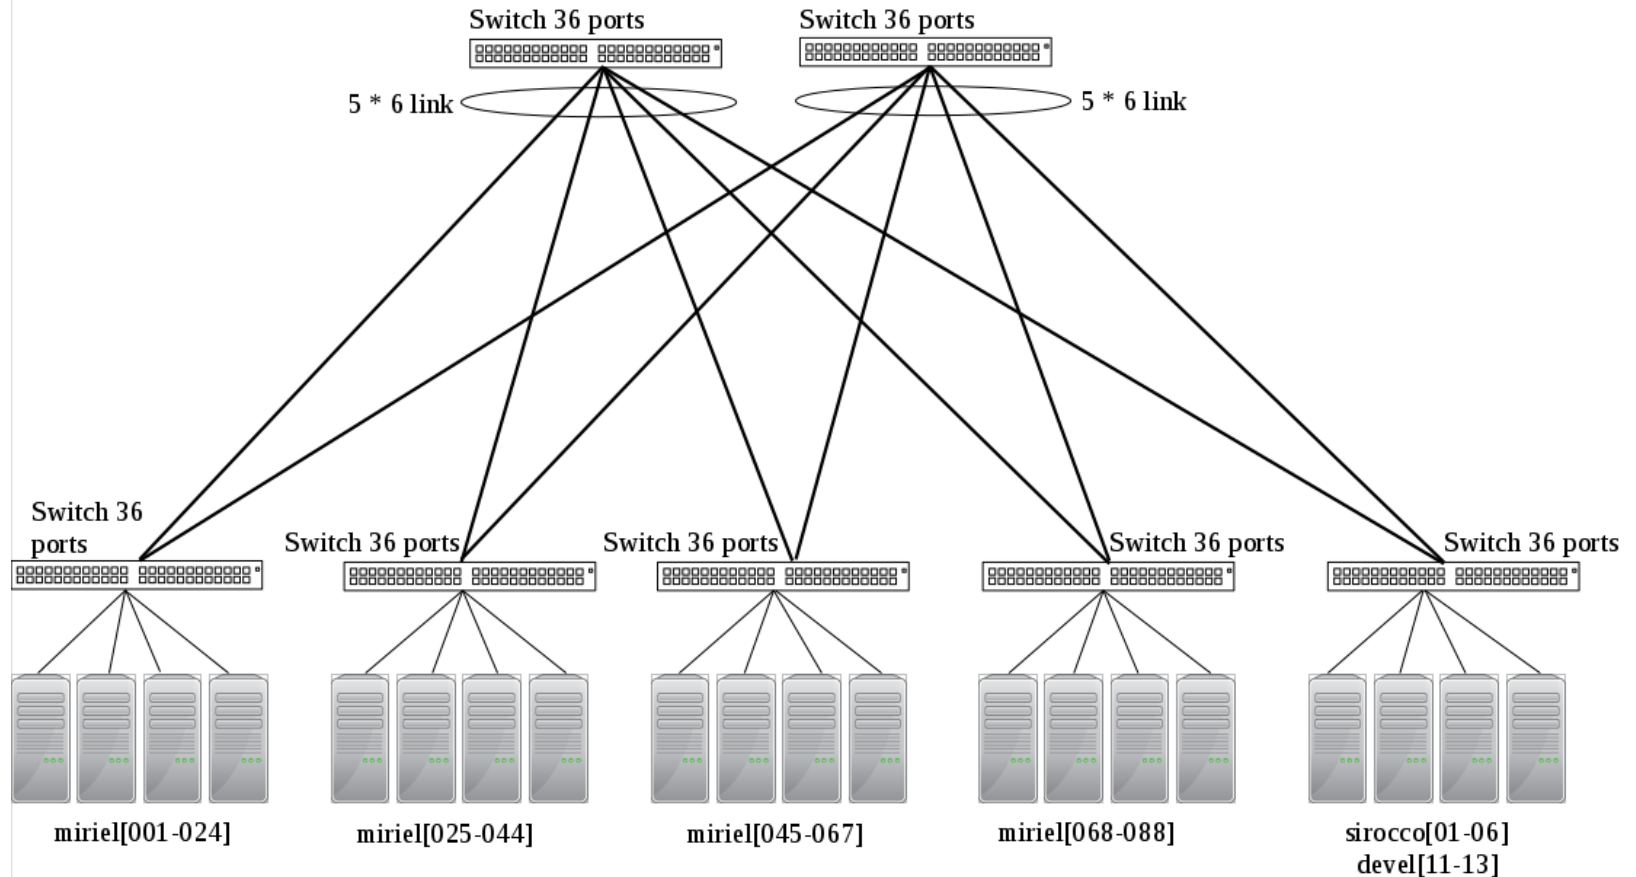 Switch 36 ports
Switch 36 ports
5 * 6 link
5 * 6 link
Switch 36
ports
Switch 36 ports
Switch 36 ports
Switch 36 ports
Switch 36 ports
miriel[001-024]
miriel[025-044]
miriel[045-067]
miriel[068-088]
sirocco[01-06]
devel[11-13]